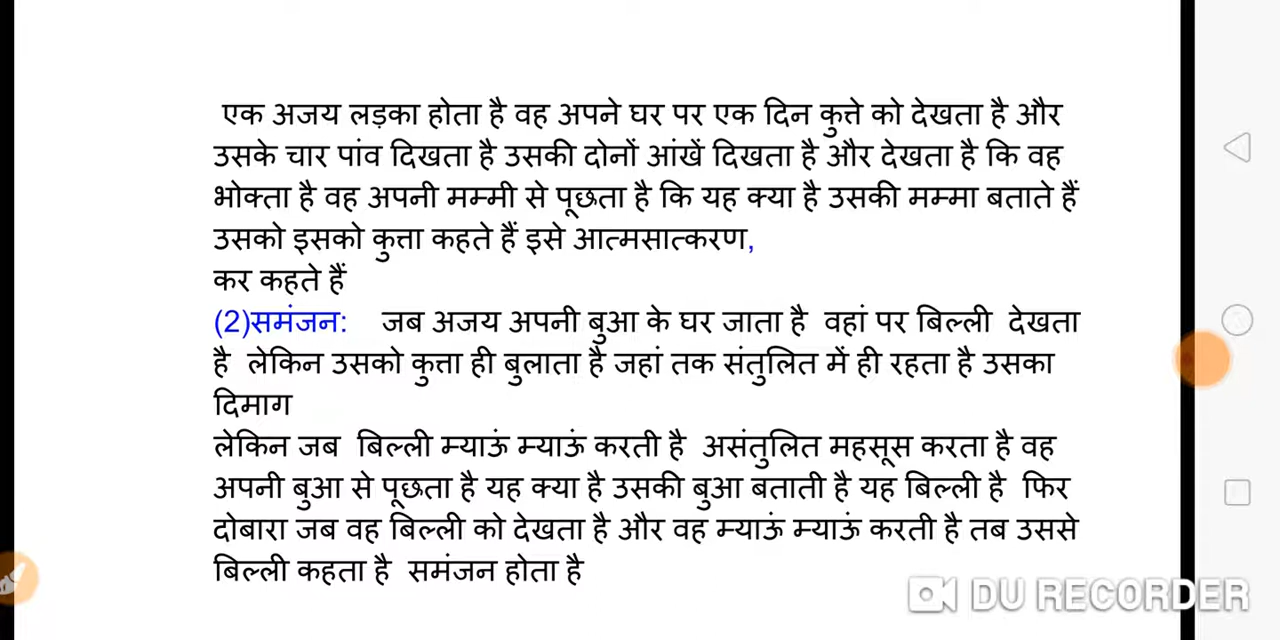 एक अजय लड़का होता है वह अपने घर पर एक दिन कुत्ते को देखता है और
उसके चार पांव दिखता है उसकी दोनों आंखें दिखता है और देखता है कि वह
भोक्ता है वह अपनी मम्मी से पूछता है कि यह क्या है उसकी मम्मा बताते हैं
उसको इसको कुत्ता कहते हैं इसे आत्मसात्करण,
कर कहते हैं
(2)समंजन: जब अजय अपनी बुआ के घर जाता है वहां पर बिल्ली देखता
है लेकिन उसको कुत्ता ही बुलाता है जहां तक संतुलित में ही रहता है उसका
दिमाग
लेकिन जब बिल्ली म्याऊं म्याऊं करती है असंतुलित महसूस करता है वह
अपनी बुआ से पूछता है यह क्या है उसकी बुआ बताती है यह बिल्ली है फिर
दोबारा जब वह बिल्ली को देखता है और वह म्याऊं म्याऊं करती है तब उससे
बिल्ली कहता है समंजन होता है
DU RECORDER